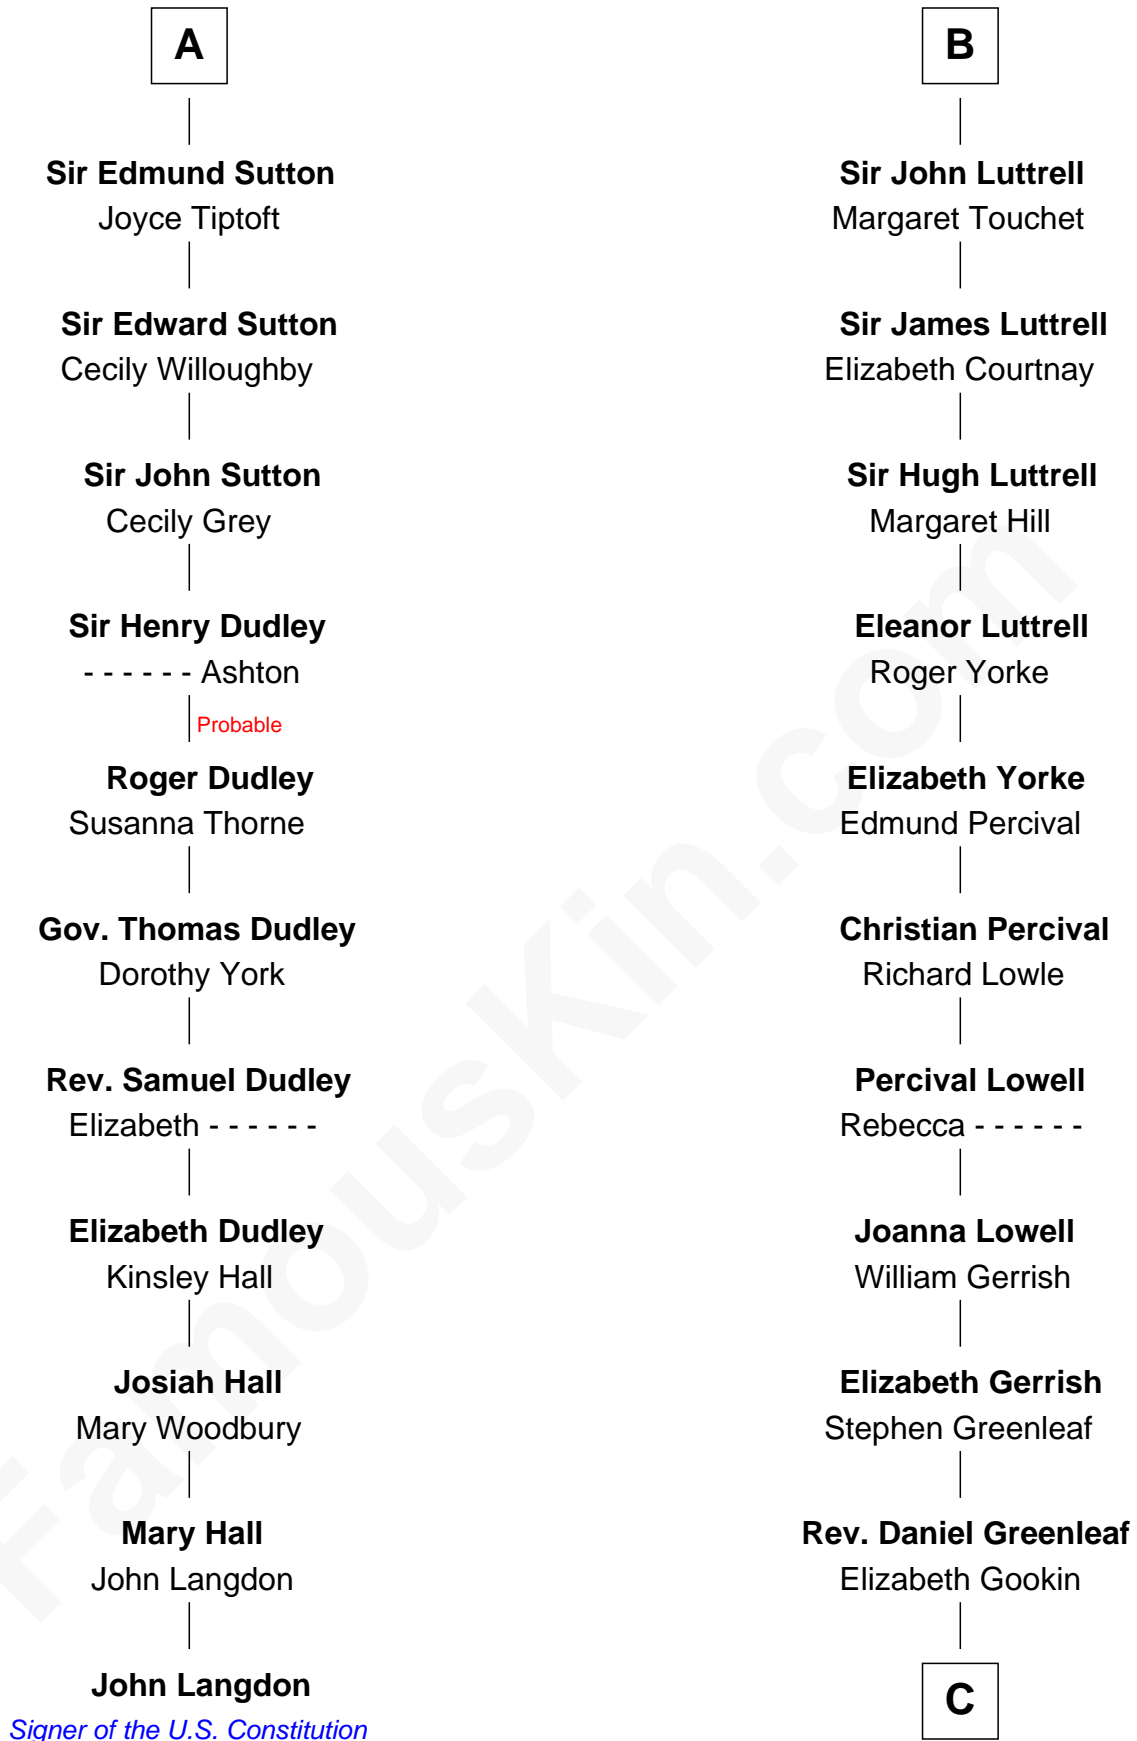 A
Sir Edmund Sutton
Joyce Tiptoft
Sir Edward Sutton
Cecily Willoughby
Sir John Sutton
Cecily Grey
Sir Henry Dudley
- - - - - - Ashton
Probable
Roger Dudley
Susanna Thorne
Gov. Thomas Dudley
Dorothy York
Rev. Samuel Dudley
Elizabeth - - - - - -
Elizabeth Dudley
Kinsley Hall
Josiah Hall
Mary Woodbury
Mary Hall
John Langdon
John Langdon
Signer of the U.S. Constitution
B
Sir John Luttrell
Margaret Touchet
Sir James Luttrell
Elizabeth Courtnay
Sir Hugh Luttrell
Margaret Hill
Eleanor Luttrell
Roger Yorke
Elizabeth Yorke
Edmund Percival
Christian Percival
Richard Lowle
Percival Lowell
Rebecca - - - - - -
Joanna Lowell
William Gerrish
Elizabeth Gerrish
Stephen Greenleaf
Rev. Daniel Greenleaf
Elizabeth Gookin
C
FamousKin.com